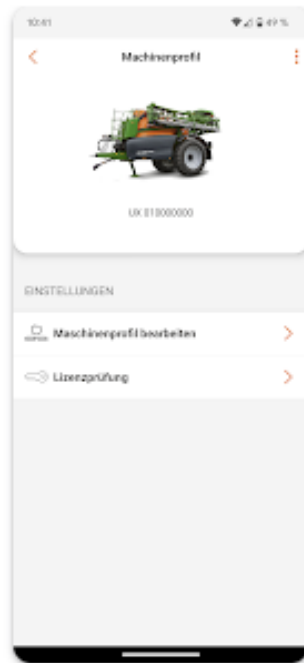 10:41
49 %
Machinenprofil
UX 010000000
EINSTELLUNGEN
Maschinenprofil bearbeiten
Lizenzprüfung